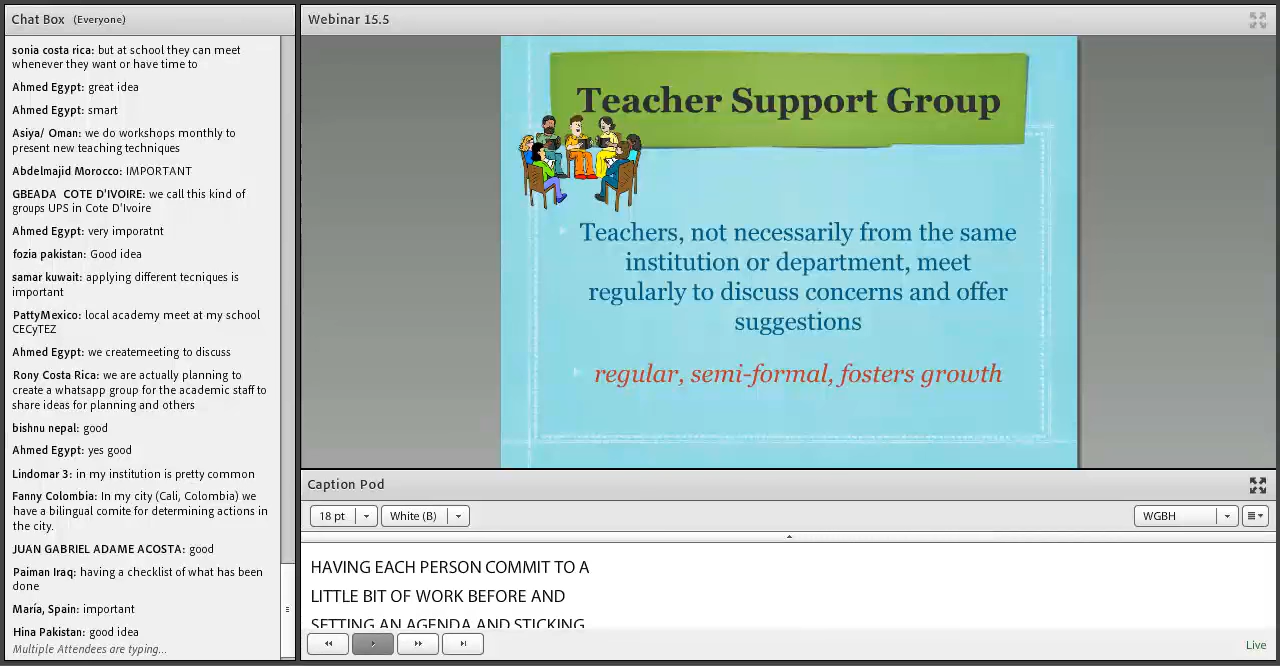 Chat Box (Everyone)
sonia costa rica: but at school they can meet
whenever they want or have time to
Ahmed Egypt: great idea
Ahmed Egypt: smart
Asiya/ Oman: we do workshops monthly to
present new teaching techniques
Abdelmajid Morocco: IMPORTANT
GBEADA COTE D'IVOIRE: we call this kind of
groups UPS in Cote D'Ivoire
Ahmed Egypt: very imporatnt
fozia pakistan: Good idea
samar kuwait: applying different tecniques is
important
PattyMexico: local academy meet at my school
CECyTEZ
Ahmed Egypt: we createmeeting to discuss
Rony Costa Rica: we are actually planning to
create a whatsapp group for the academic staff to
share ideas for planning and others
bishnu nepal: good
Ahmed Egypt: yes good
Lindomar 3: in my institution is pretty common
Fanny Colombia: In my city (Cali, Colombia) we
have a bilingual comite for determining actions in
the city.
JUAN GABRIEL ADAME ACOSTA: good
Paiman Iraq: having a checklist of what has been
done
María, Spain: important
Hina Pakistan: good idea
Multiple Attendees are typing...
Webinar 15.5
Teacher Support Group
Teachers, not necessarily from the same
institution or department, meet
regularly to discuss concerns and offer
suggestions
regular, semi-formal, fosters growth
Caption Pod
18 pt
White (B)
WGBH
HAVING EACH PERSON COMMIT TO A
LITTLE BIT OF WORK BEFORE AND
SETTING AN AGENDA AND STICKING
Live